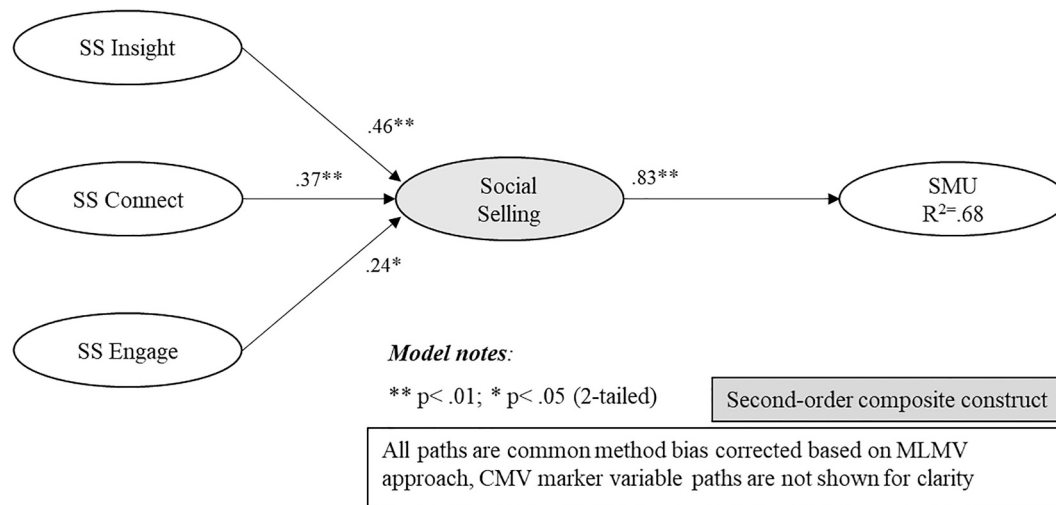 SS Insight
.46**
SS Connect
.37**
Social
Selling
.83**
SMU
R²=.68
.24*
SS Engage
Model notes:
** p< .01; * p< .05 (2-tailed)
Second-order composite construct
All paths are common method bias corrected based on MLMV
approach, CMV marker variable paths are not shown for clarity